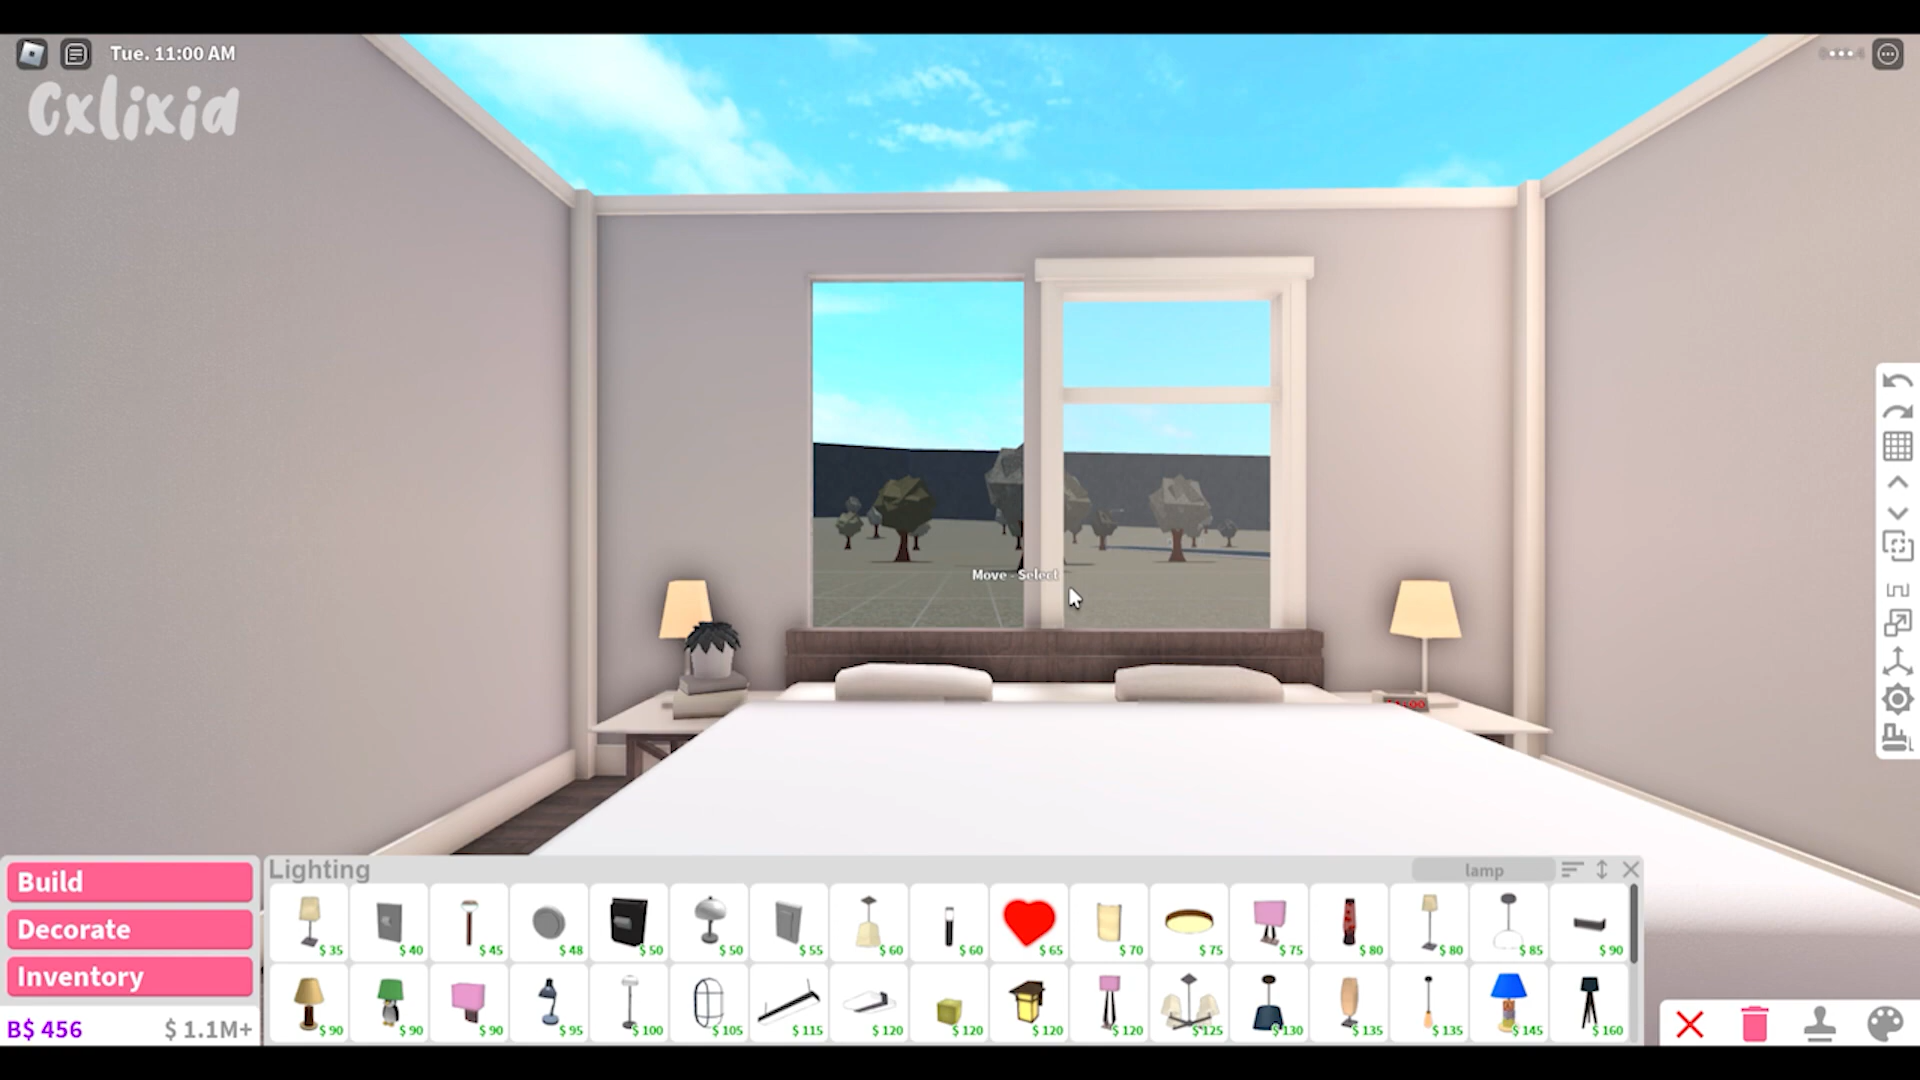 Tue. 11:00 AM
Cxlixia
Move - Select
Build
Decorate
Inventory
B$ 456 $ 1.1M+
Lighting lamp
$ 35 $ 40 $ 45 $ 48 $ 50 $ 50 $ 55 $ 60 $ 60 $ 65 $ 70 $ 75 $ 75 $ 80 $ 80 $ 85 $ 90
$ 90 $ 90 $ 90 $ 95 $ 100 $ 105 $ 115 $ 120 $ 120 $ 120 $ 120 $ 125 $ 130 $ 135 $ 135 $ 145 $ 160